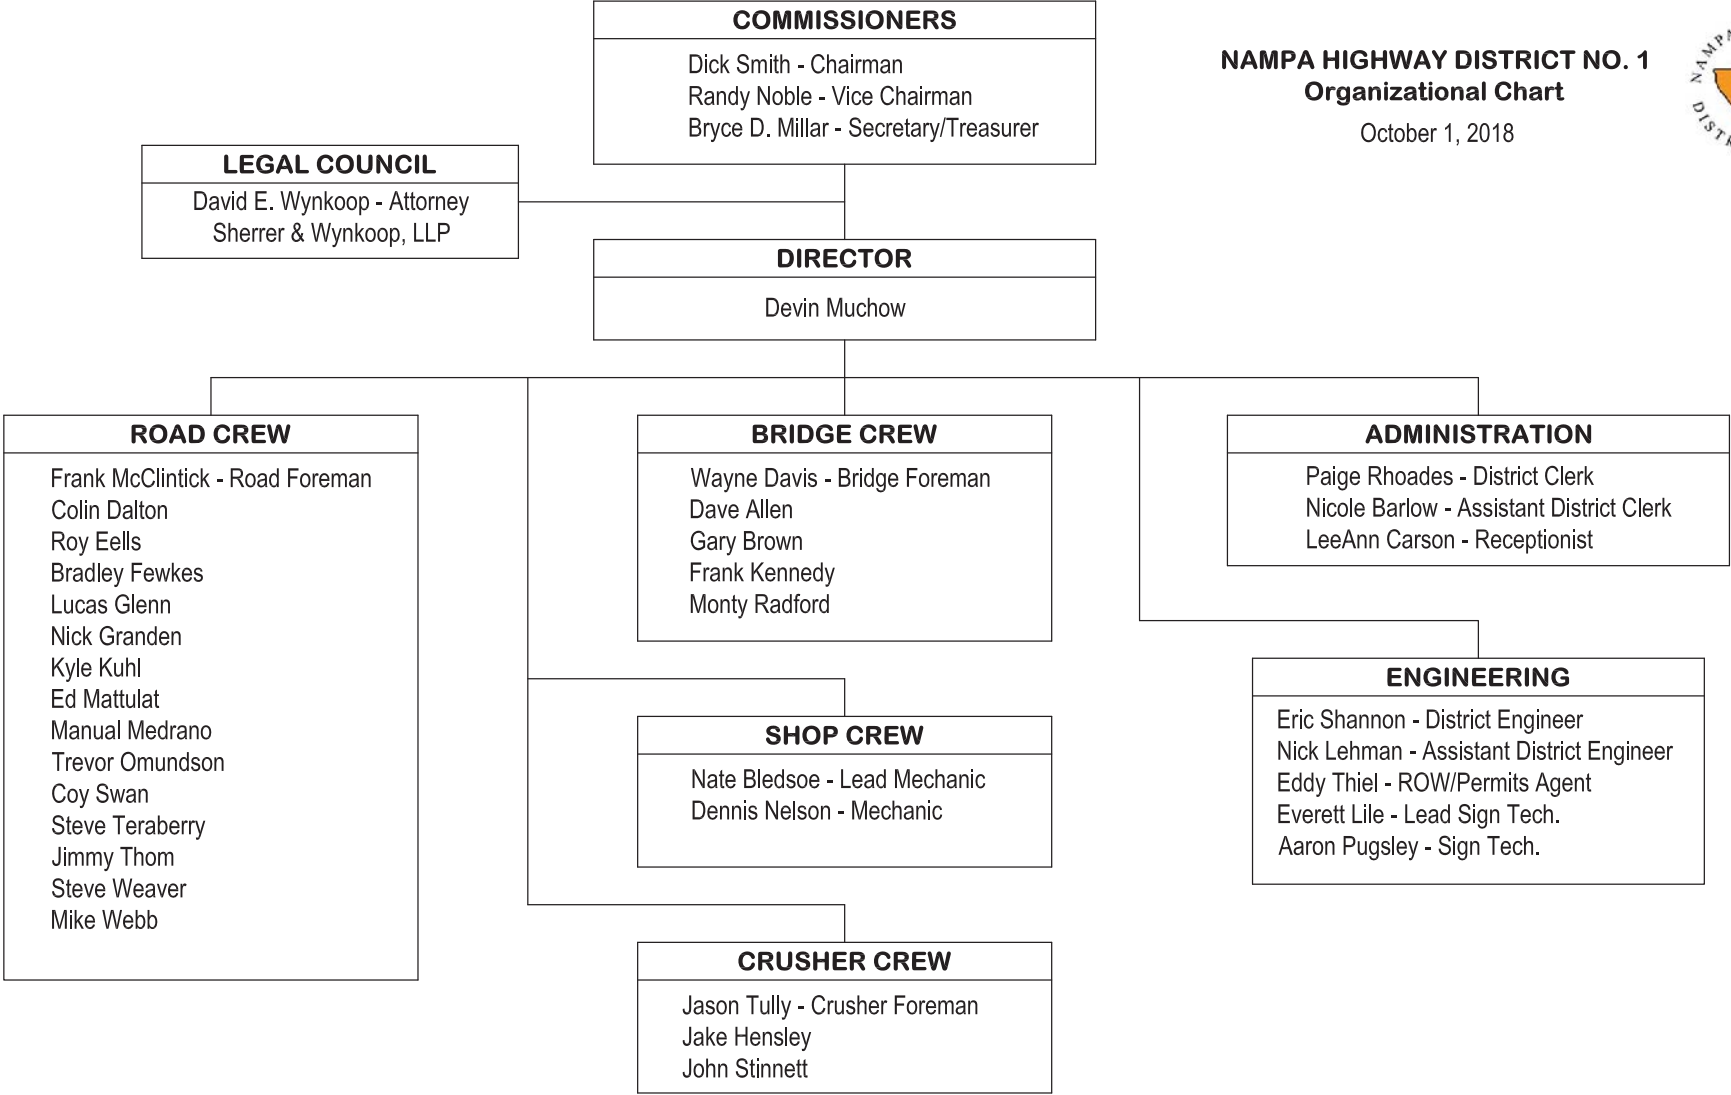 COMMISSIONERS
Dick Smith - Chairman
Randy Noble - Vice Chairman
Bryce D. Millar - Secretary/Treasurer
NAMPA HIGHWAY DISTRICT NO. 1
Organizational Chart
October 1, 2018
NAMPA
LEGAL COUNCIL
David E. Wynkoop - Attorney
Sherrer & Wynkoop, LLP
DIRECTOR
Devin Muchow
ROAD CREW
Frank McClintick - Road Foreman
Colin Dalton
Roy Eells
Bradley Fewkes
Lucas Glenn
Nick Granden
Kyle Kuhl
Ed Mattulat
Manual Medrano
Trevor Omundson
Coy Swan
Steve Teraberry
Jimmy Thom
Steve Weaver
Mike Webb
BRIDGE CREW
Wayne Davis - Bridge Foreman
Dave Allen
Gary Brown
Frank Kennedy
Monty Radford
SHOP CREW
Nate Bledsoe - Lead Mechanic
Dennis Nelson - Mechanic
CRUSHER CREW
Jason Tully - Crusher Foreman
Jake Hensley
John Stinnett
ADMINISTRATION
Paige Rhoades - District Clerk
Nicole Barlow - Assistant District Clerk
LeeAnn Carson - Receptionist
ENGINEERING
Eric Shannon - District Engineer
Nick Lehman - Assistant District Engineer
Eddy Thiel - ROW/Permits Agent
Everett Lile - Lead Sign Tech.
Aaron Pugsley - Sign Tech.